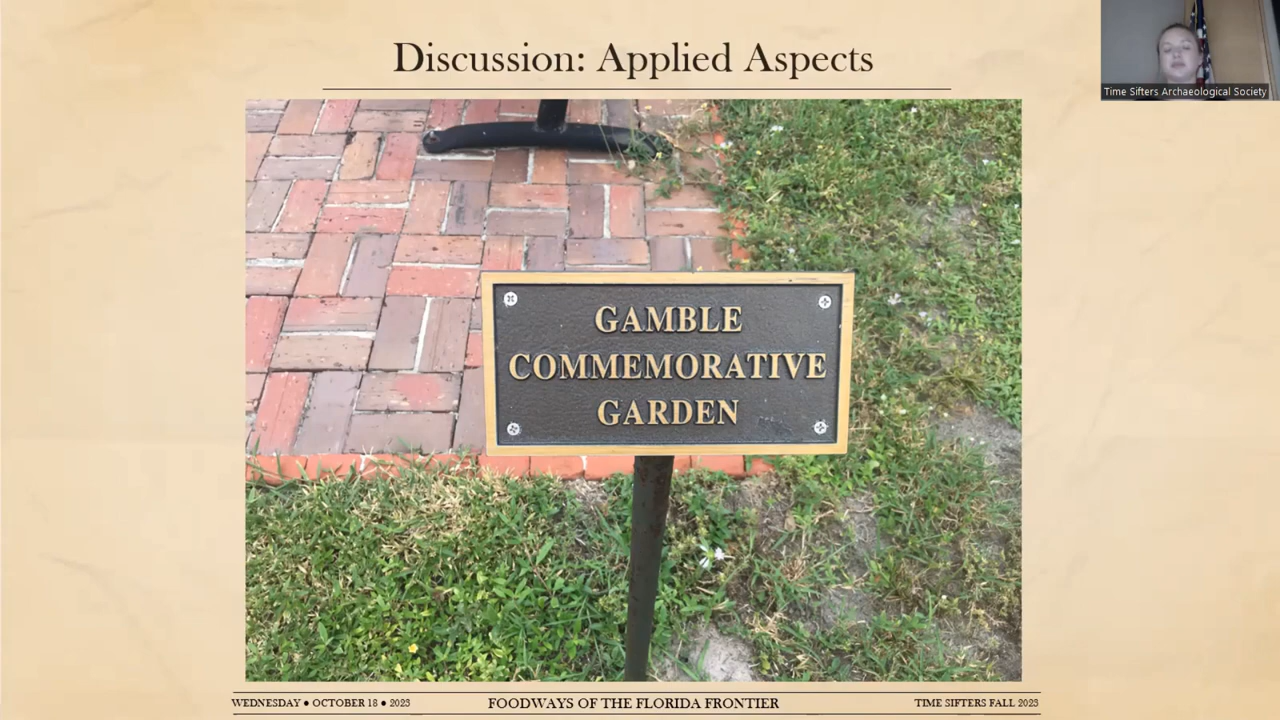 Discussion: Applied Aspects
Time Sifters Archaeological Society
GAMBLE
COMMEMORATIVE
GARDEN
WEDNESDAY ● OCTOBER 18 ● 2023
FOODWAYS OF THE FLORIDA FRONTIER
TIME SIFTERS FALL 2023